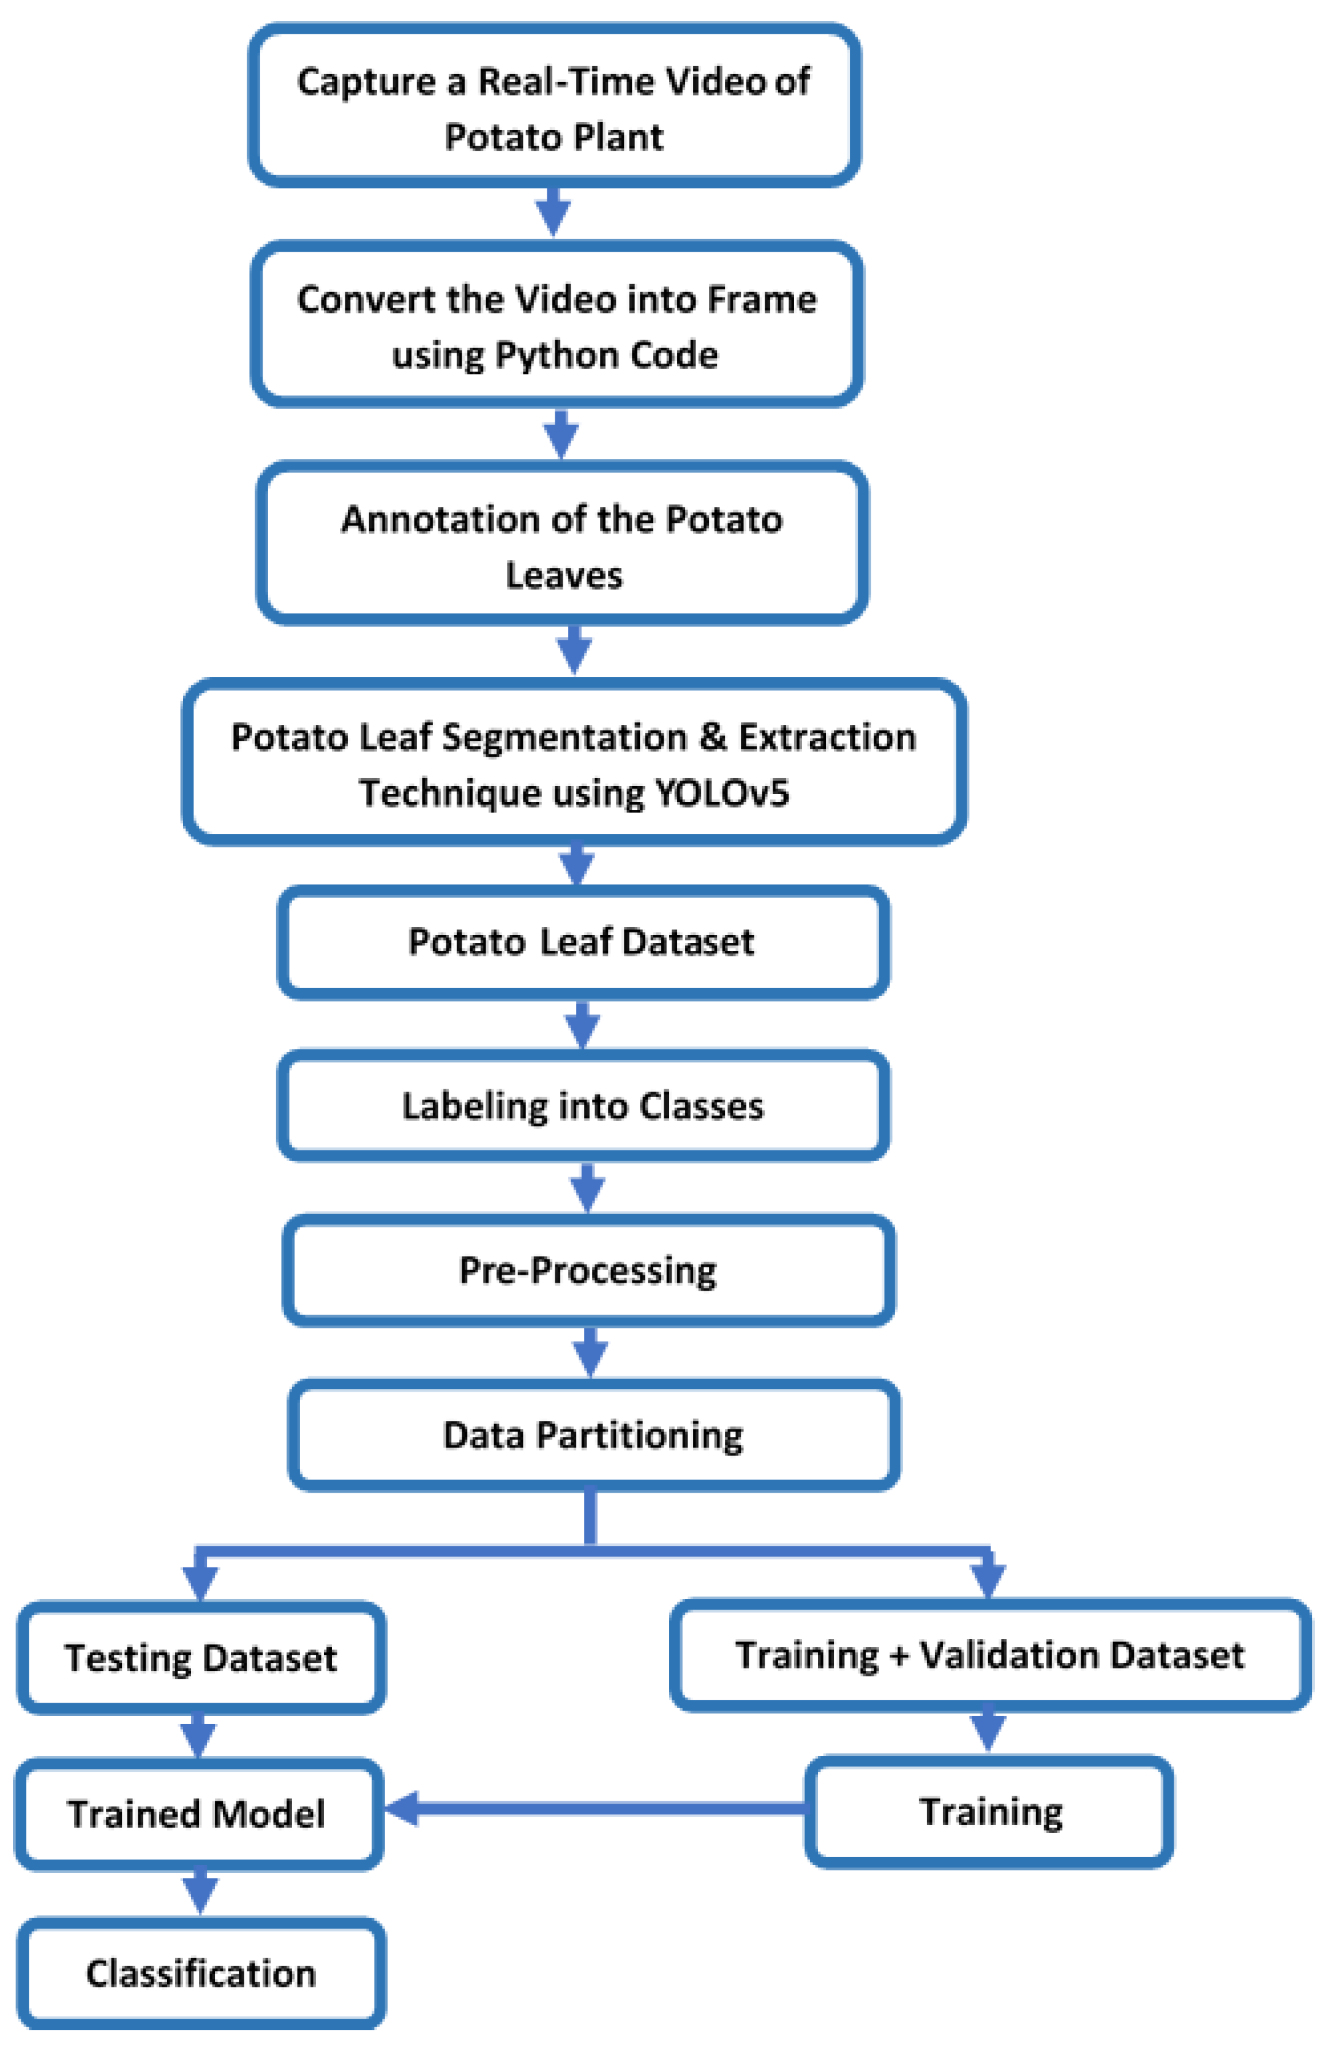 Capture a Real-Time Video of
Potato Plant
Convert the Video into Frame
using Python Code
Annotation of the Potato
Leaves
Potato Leaf Segmentation & Extraction
Technique using YOLOv5
Potato Leaf Dataset
Labeling into Classes
Pre-Processing
Data Partitioning
Testing Dataset
Training + Validation Dataset
Trained Model
Training
Classification